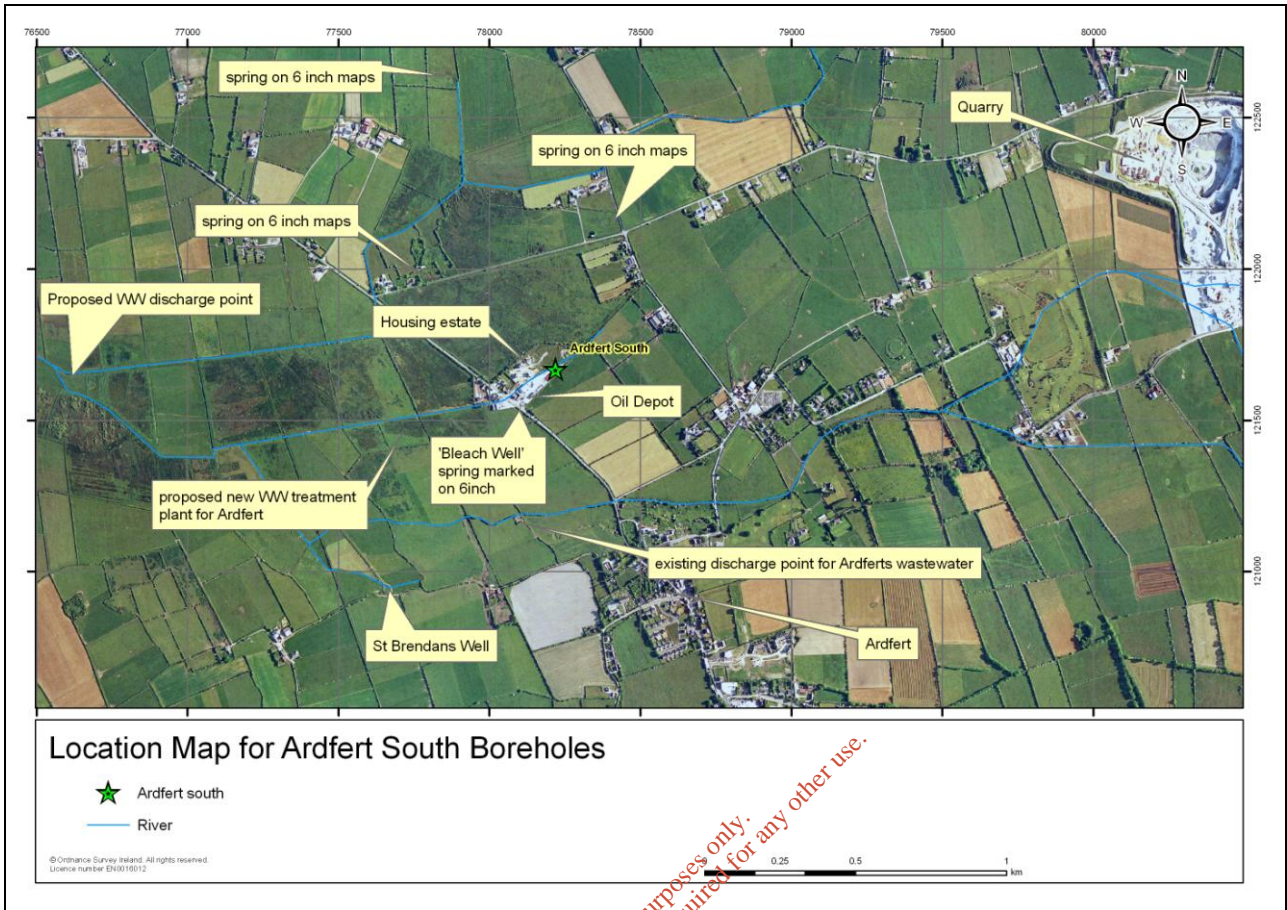 76500 77000 77500 78000 78500 79000 79500 80000
spring on 6 inch maps
N
W E
S
Quarry
122500
spring on 6 inch maps
spring on 6 inch maps
122000
Proposed WW discharge point
Housing estate
Ardfert South
Oil Depot
121500
'Bleach Well'
spring marked
on 6inch
proposed new WW treatment
plant for Ardfert
existing discharge point for Ardferts wastewater
121000
St Brendans Well
Ardfert
Location Map for Ardfert South Boreholes
Ardfert south
River
© Ordnance Survey Ireland. All rights reserved
Licence number EN0016012
0 0.25 0.5 1
km
purposes only.
required for any other use.